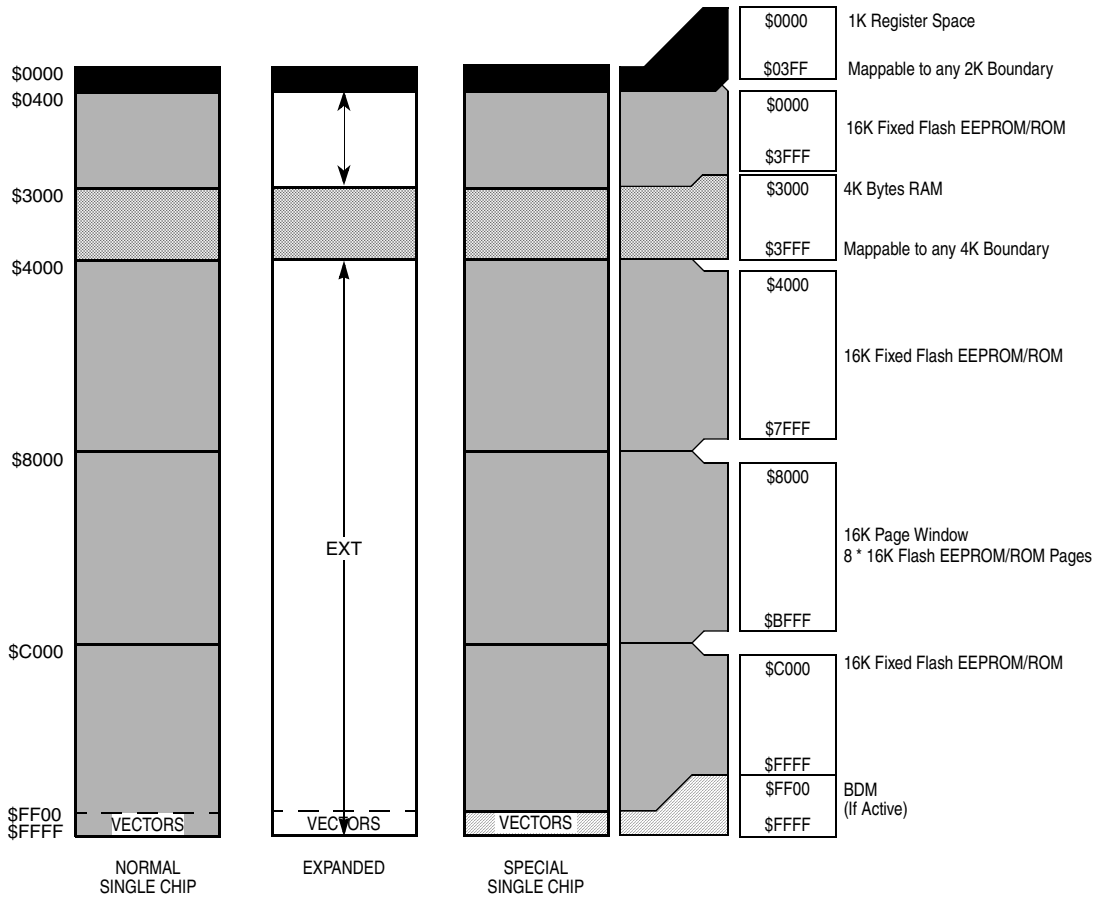 $0000
$0400
$3000
$4000
$8000
$C000
$FF00
$FFFF
EXT
VECTORS
VECTORS
VECTORS
NORMAL
SINGLE CHIP
EXPANDED
SPECIAL
SINGLE CHIP
$0000
1K Register Space
$03FF
Mappable to any 2K Boundary
$0000
16K Fixed Flash EEPROM/ROM
$3FFF
$3000
4K Bytes RAM
$3FFF
Mappable to any 4K Boundary
$4000
16K Fixed Flash EEPROM/ROM
$7FFF
$8000
16K Page Window
8 * 16K Flash EEPROM/ROM Pages
$BFFF
$C000
16K Fixed Flash EEPROM/ROM
$FFFF
$FF00
BDM
(If Active)
$FFFF